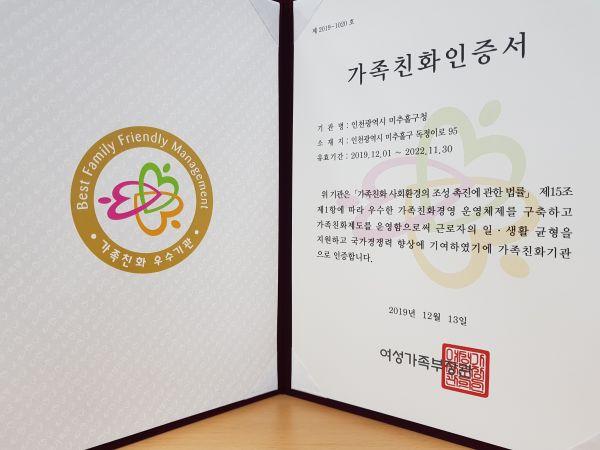 Best Family Friendly Management
• 가족친화 우수기관 •
제 2019-1020 호
가족친화인증서
기 관 명 : 인천광역시 미추홀구청
소 재 지 : 인천광역시 미추홀구 독정이로 95
유효기간 : 2019.12.01 ~ 2022.11.30
위 기관은 「가족친화 사회환경의 조성 촉진에 관한 법률」 제15조
제1항에 따라 우수한 가족친화경영 운영체제를 구축하고
가족친화제도를 운영함으로써 근로자의 일·생활 균형을
지원하고 국가경쟁력 향상에 기여하였기에 가족친화기관
으로 인증합니다.
2019년 12월 13일
여성가족부장관